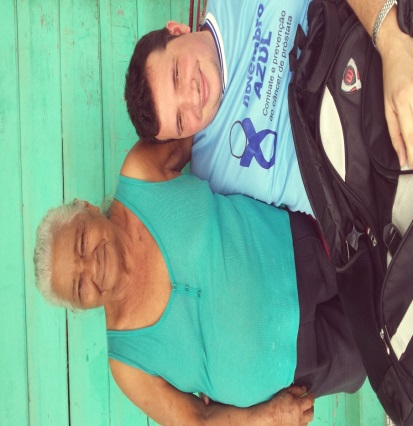 novembro
AZUL
Combate e prevenção
ao câncer de próstata